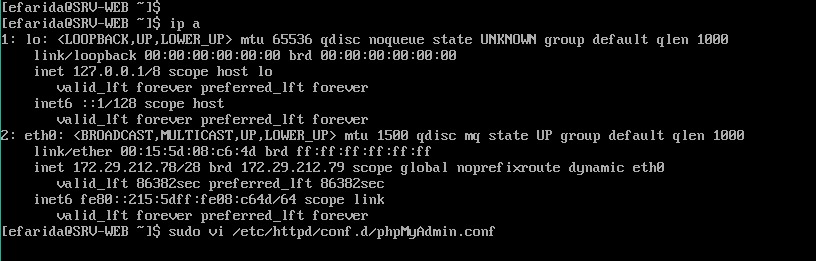 [efarida@SRV-WEB ~]$
[efarida@SRV-WEB ~]$ ip a
1: lo: <LOOPBACK,UP,LOWER_UP> mtu 65536 qdisc noqueue state UNKNOWN group default qlen 1000
link/loopback 00:00:00:00:00:00 brd 00:00:00:00:00:00
inet 127.0.0.1/8 scope host lo
valid_lft forever preferred_lft forever
inet6 ::1/128 scope host
valid_lft forever preferred_lft forever
2: eth0: <BROADCAST,MULTICAST,UP,LOWER_UP> mtu 1500 qdisc mq state UP group default qlen 1000
link/ether 00:15:5d:08:c6:4d brd ff:ff:ff:ff:ff:ff
inet 172.29.212.78/28 brd 172.29.212.79 scope global noprefixroute dynamic eth0
valid_lft 86382sec preferred_lft 86382sec
inet6 fe80::215:5dff:fe08:c64d/64 scope link
valid_lft forever preferred_lft forever
[efarida@SRV-WEB ~]$ sudo vi /etc/httpd/conf.d/phpMyAdmin.conf